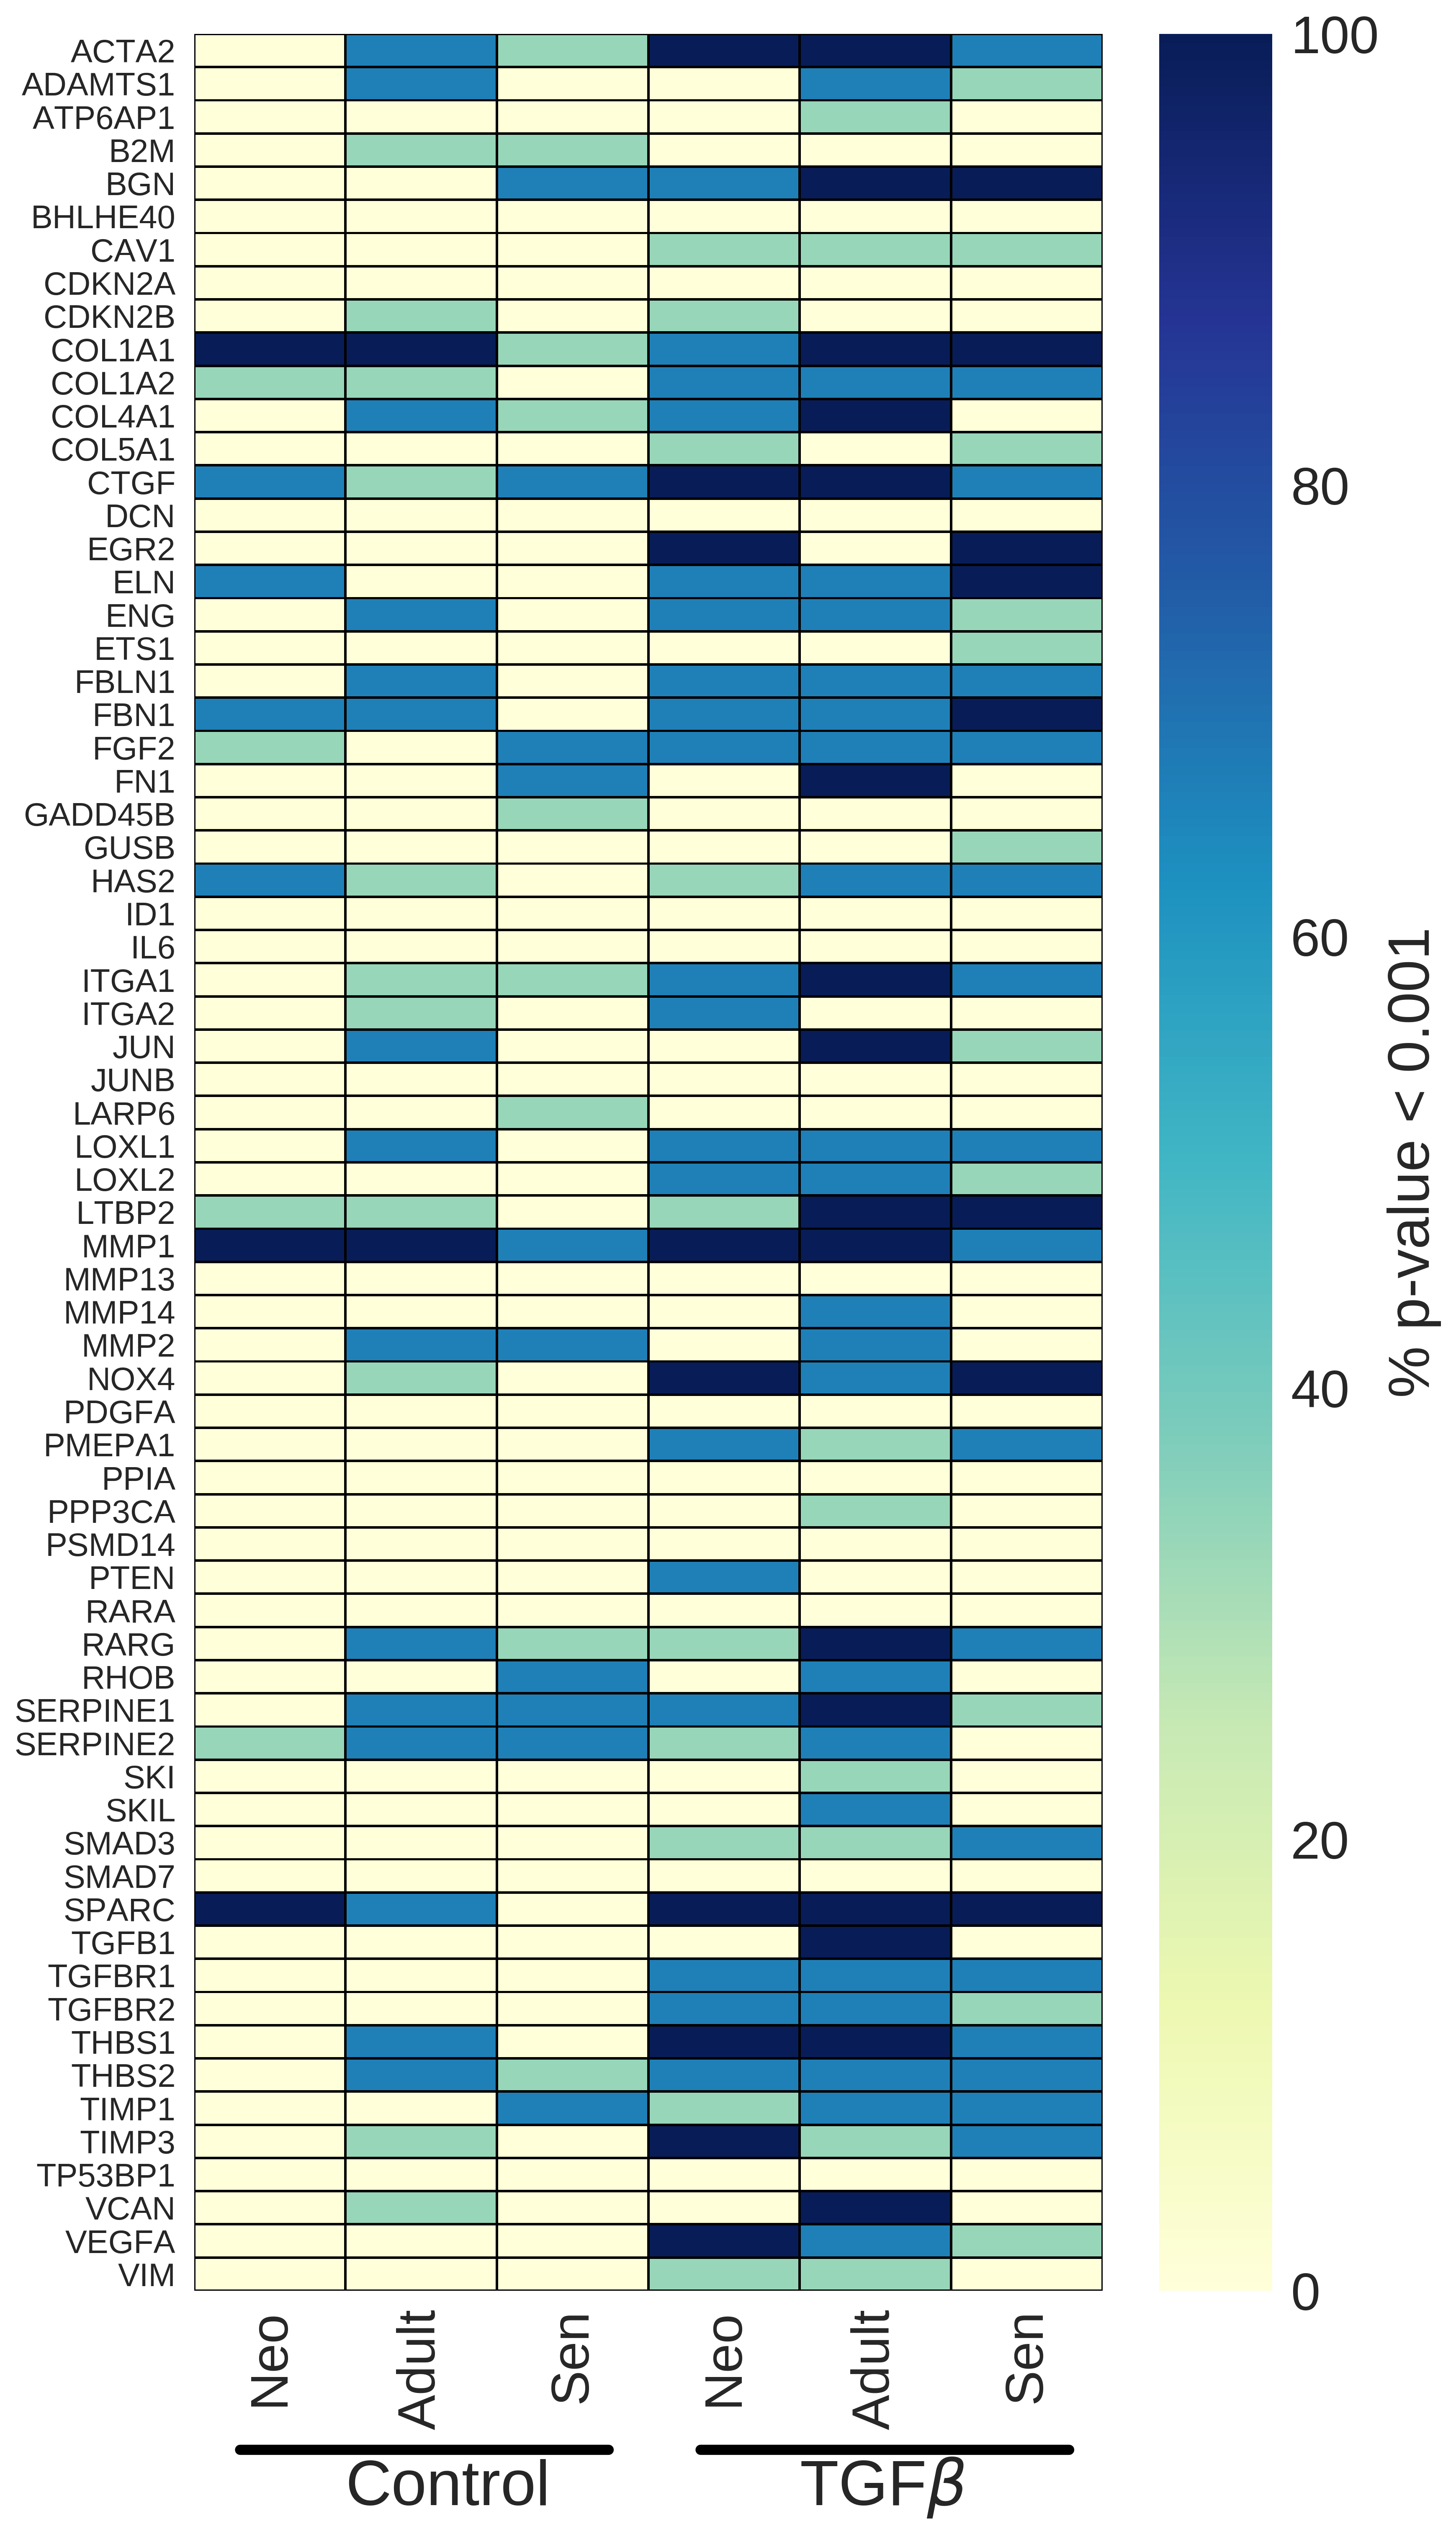 ACTA2
ADAMTS1
ATP6AP1
B2M
BGN
BHLHE40
CAV1
CDKN2A
CDKN2B
COL1A1
COL1A2
COL4A1
COL5A1
CTGF
DCN
EGR2
ELN
ENG
ETS1
FBLN1
FBN1
FGF2
FN1
GADD45B
GUSB
HAS2
ID1
IL6
ITGA1
ITGA2
JUN
JUNB
LARP6
LOXL1
LOXL2
LTBP2
MMP1
MMP13
MMP14
MMP2
NOX4
PDGFA
PMEPA1
PPIA
PPP3CA
PSMD14
PTEN
RARA
RARG
RHOB
SERPINE1
SERPINE2
SKI
SKIL
SMAD3
SMAD7
SPARC
TGFB1
TGFBR1
TGFBR2
THBS1
THBS2
TIMP1
TIMP3
TP53BP1
VCAN
VEGFA
VIM
Neo
Adult
Sen
Neo
Adult
Sen
Control
TGFβ
100
80
60
40
20
0
% p-value < 0.001